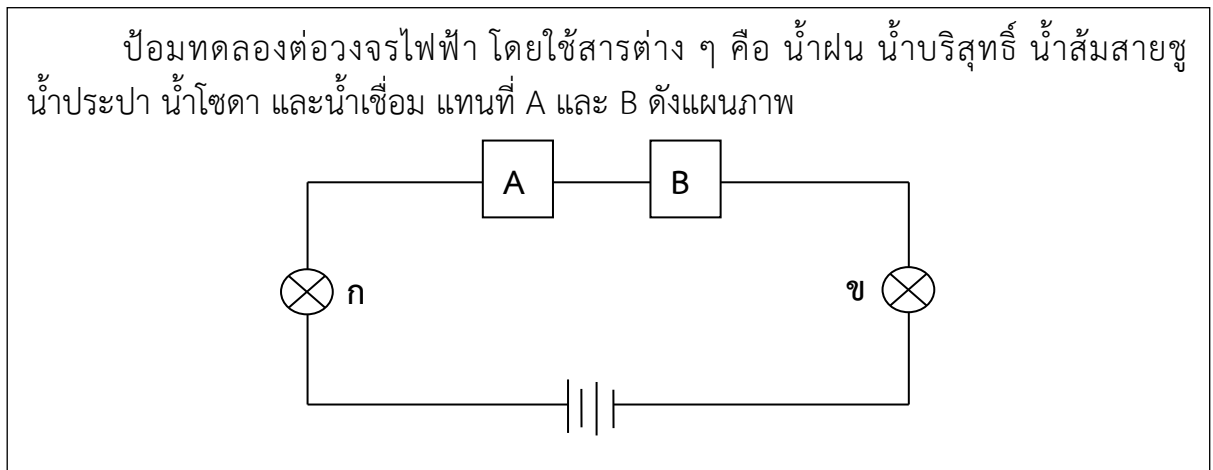 ป้อมทดลองต่อวงจรไฟฟ้า โดยใช้สารต่าง ๆ คือ น้ำฝน น้ำบริสุทธิ์ น้ำส้มสายชู
น้ำประปา น้ำโซดา และน้ำเชื่อม แทนที่ A และ B ดังแผนภาพ
A B
ก ข